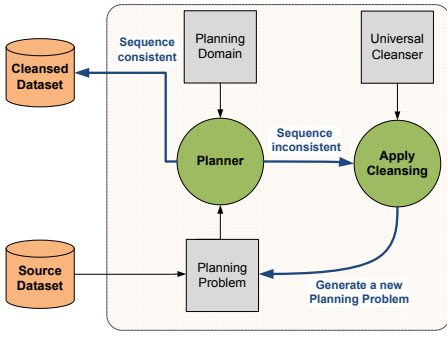 Cleansed
Dataset
Sequence
consistent
Planning
Domain
Universal
Cleanser
Planner
Sequence
inconsistent
Apply
Cleansing
Source
Dataset
Planning
Problem
Generate a new
Planning Problem